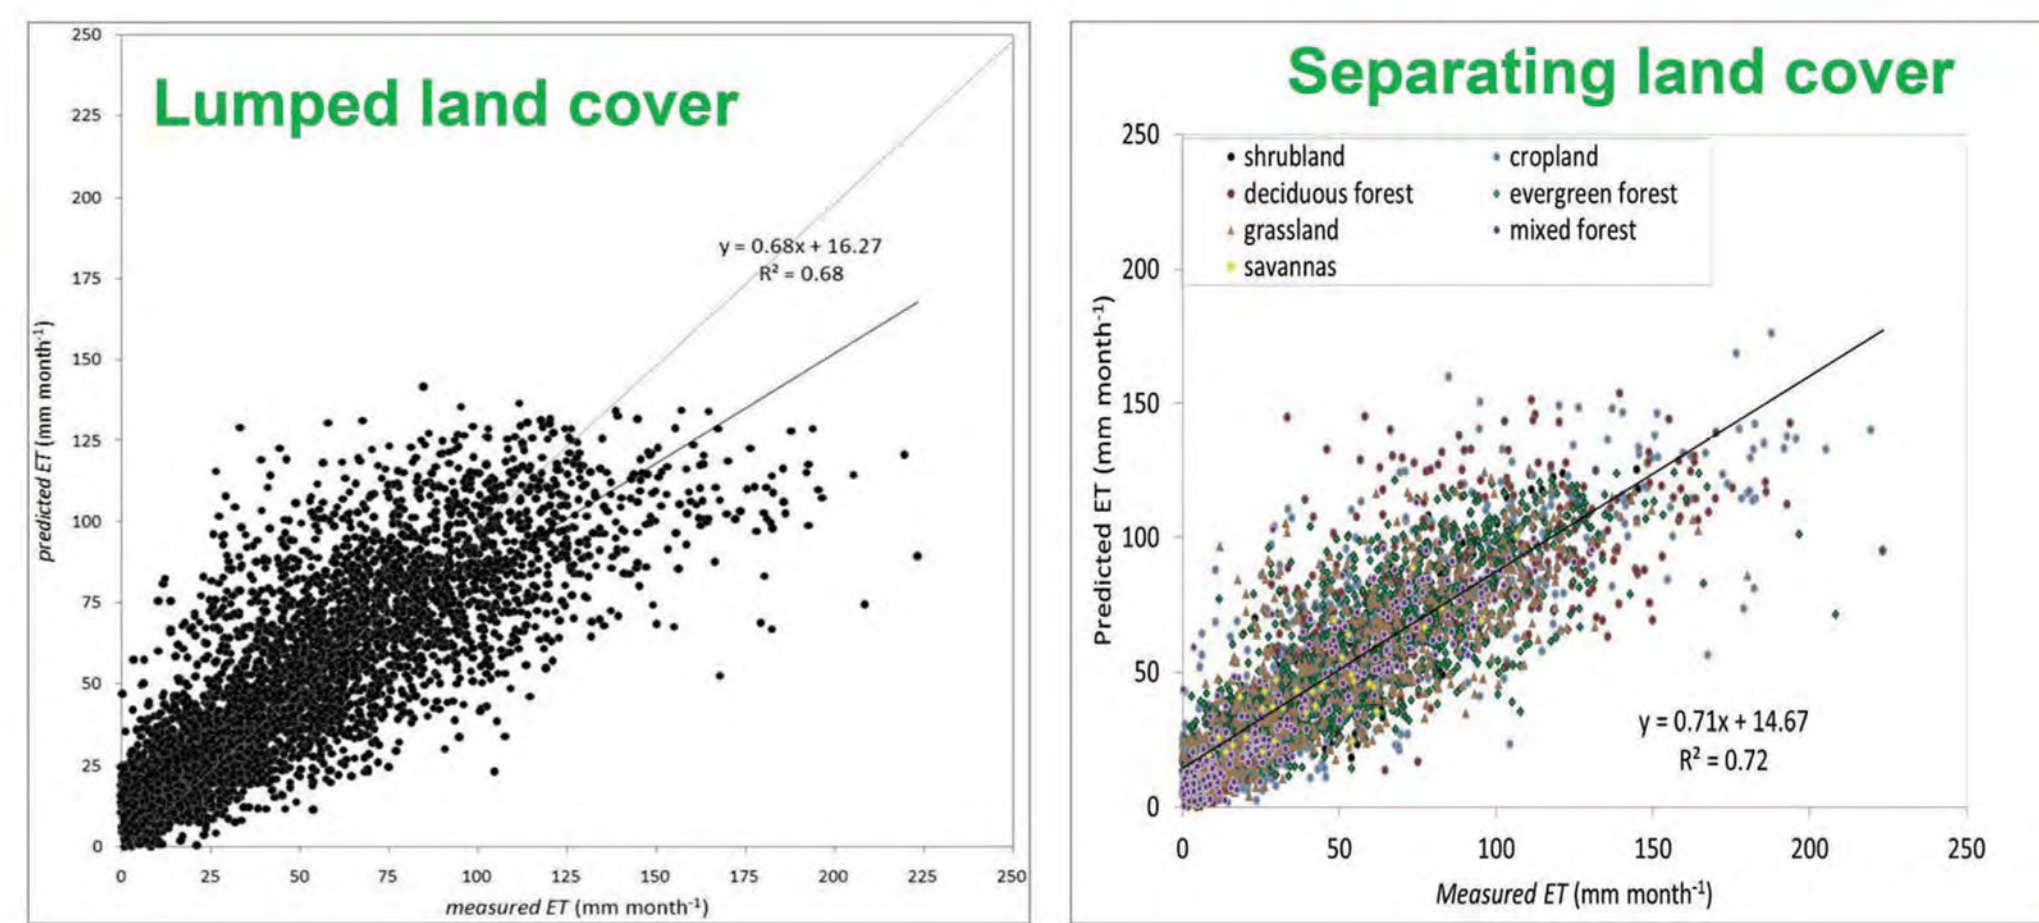 Lumped land cover
250
225
200
175
150
125
100
75
50
25
0
predicted ET (mm month⁻¹)
y = 0.68x + 16.27
R² = 0.68
0 25 50 75 100 125 150 175 200 225 250
measured ET (mm month⁻¹)
Separating land cover
250
200
150
100
50
0
Predicted ET (mm month⁻¹)
shrubland cropland
deciduous forest evergreen forest
grassland mixed forest
savannas
y = 0.71x + 14.67
R² = 0.72
0 50 100 150 200 250
Measured ET (mm month⁻¹)